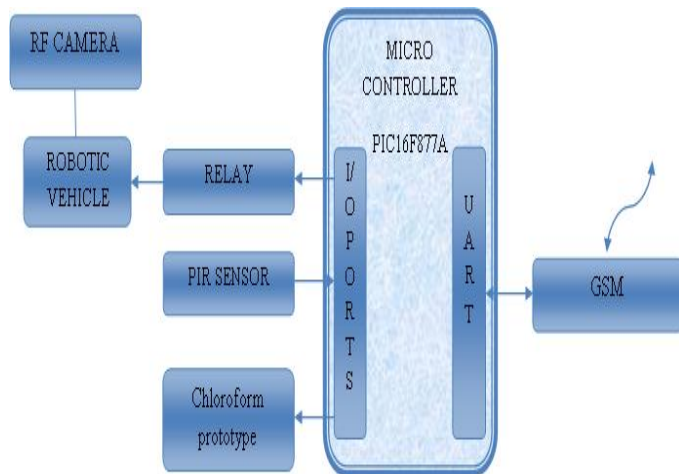 RF CAMERA
ROBOTIC
VEHICLE
RELAY
PIR SENSOR
Chloroform
prototype
MICRO
CONTROLLER
PIC16F877A
I/
O
P
O
R
T
S
U
A
R
T
GSM